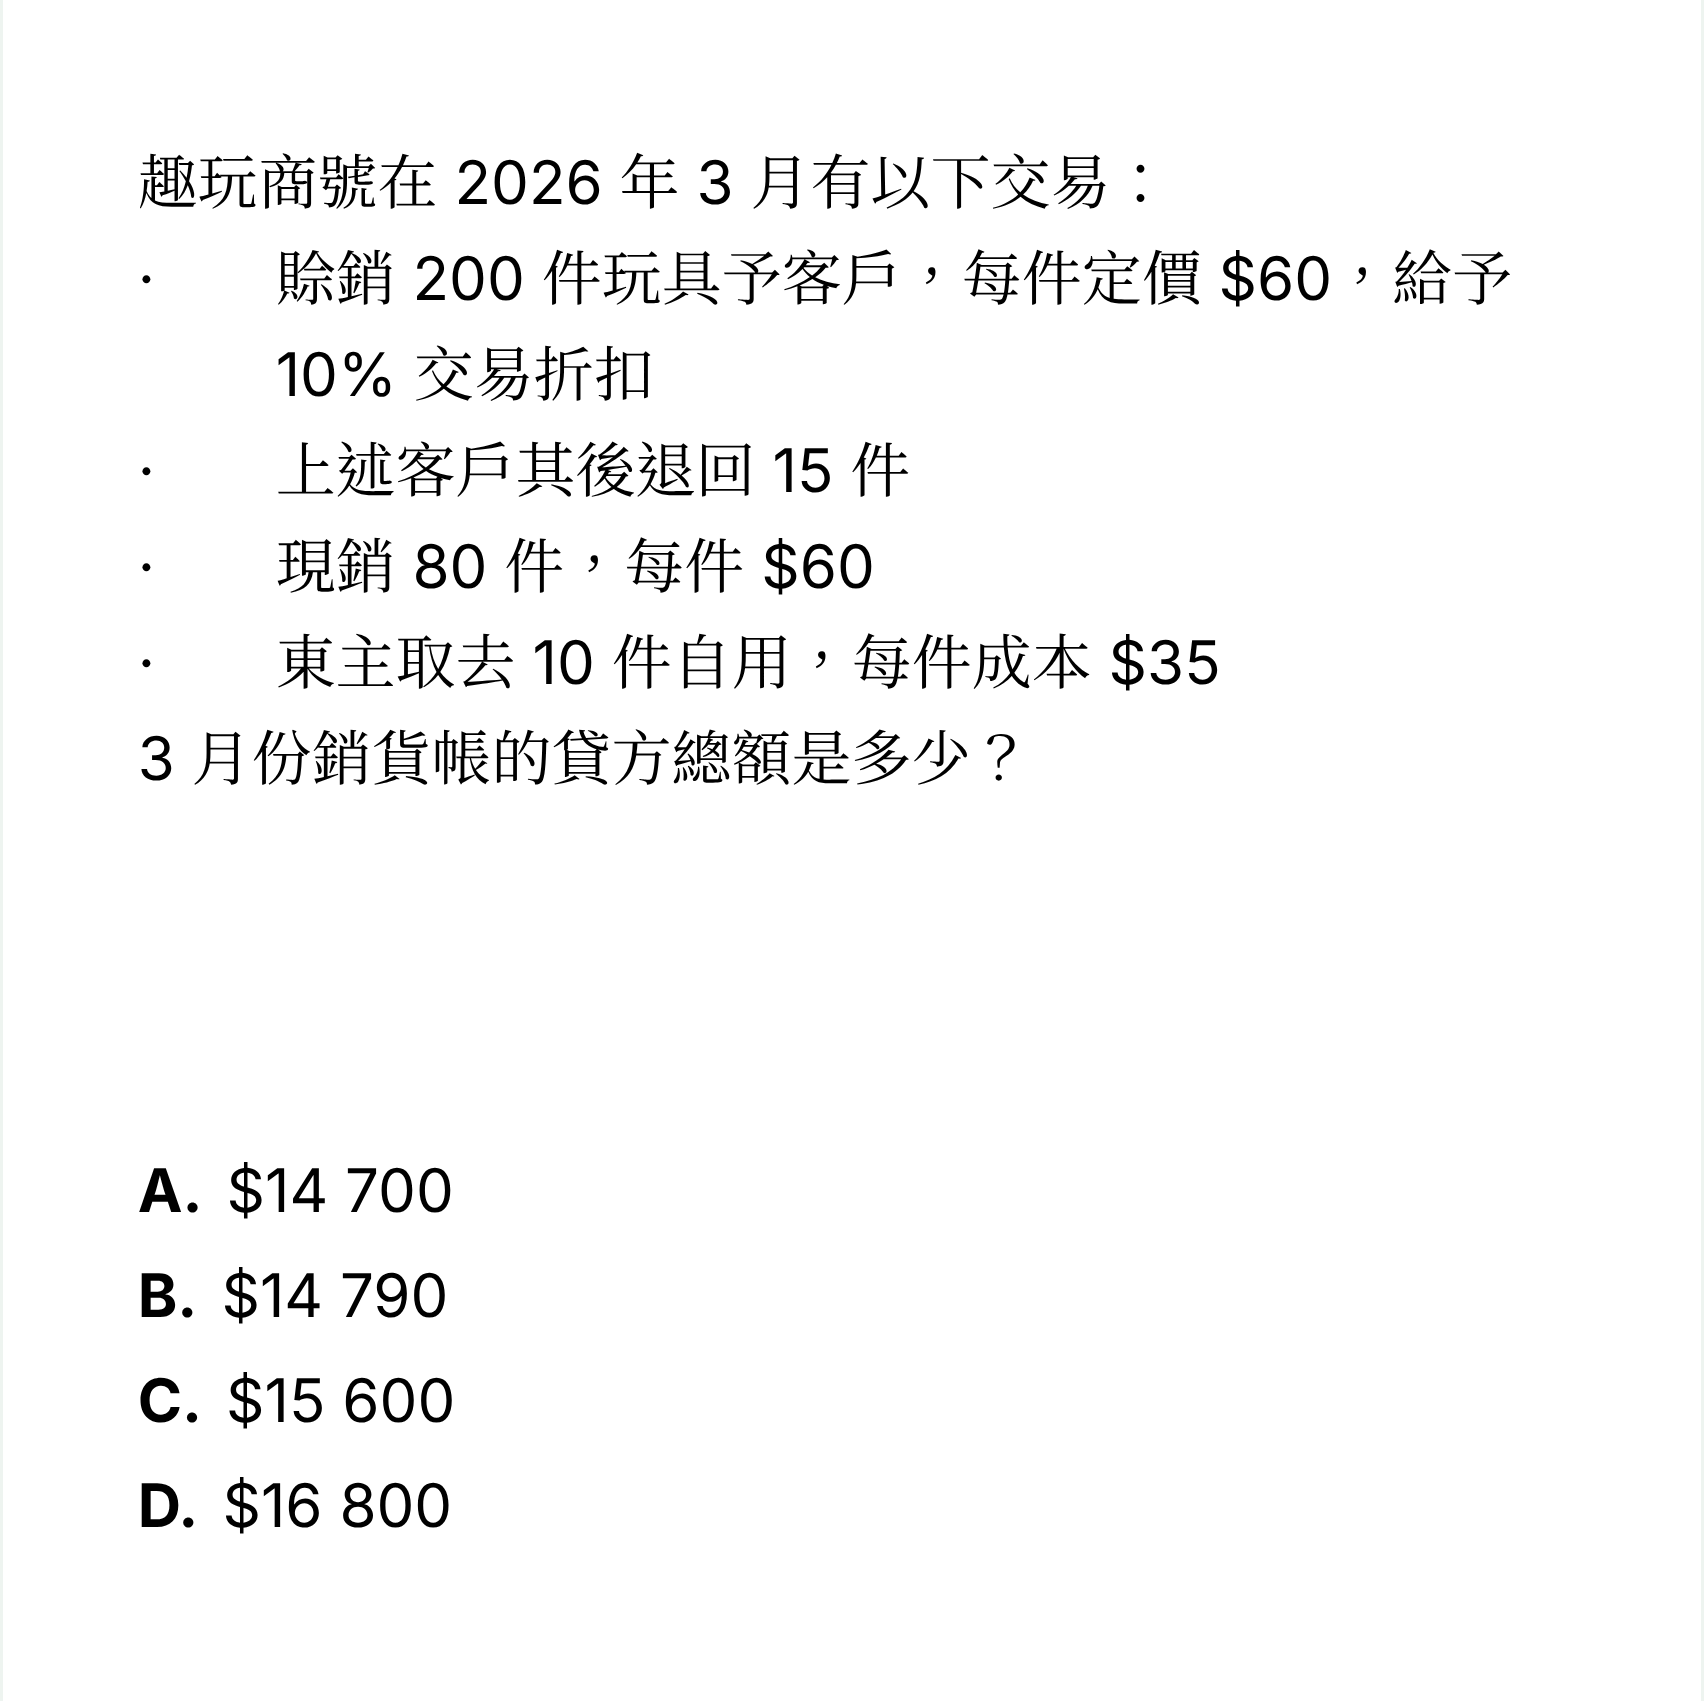 趣玩商號在 2026 年 3 月有以下交易：
· 賒銷 200 件玩具予客戶，每件定價 $60，給予
10% 交易折扣
· 上述客戶其後退回 15 件
· 現銷 80 件，每件 $60
· 東主取去 10 件自用，每件成本 $35
3 月份銷貨帳的貸方總額是多少？
A. $14 700
B. $14 790
C. $15 600
D. $16 800